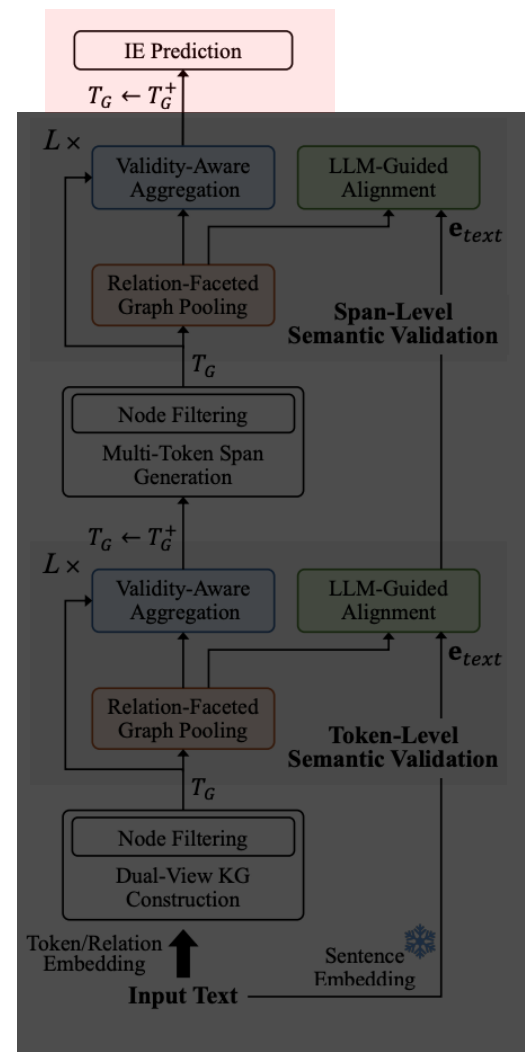 IE Prediction
T_G ← T_G^+
L ×
Validity-Aware
Aggregation
LLM-Guided
Alignment
e_text
Relation-Faceted
Graph Pooling
Span-Level
Semantic Validation
T_G
Node Filtering
Multi-Token Span
Generation
T_G ← T_G^+
L ×
Validity-Aware
Aggregation
LLM-Guided
Alignment
e_text
Relation-Faceted
Graph Pooling
Token-Level
Semantic Validation
T_G
Node Filtering
Dual-View KG
Construction
Token/Relation
Embedding
Sentence
Embedding
Input Text